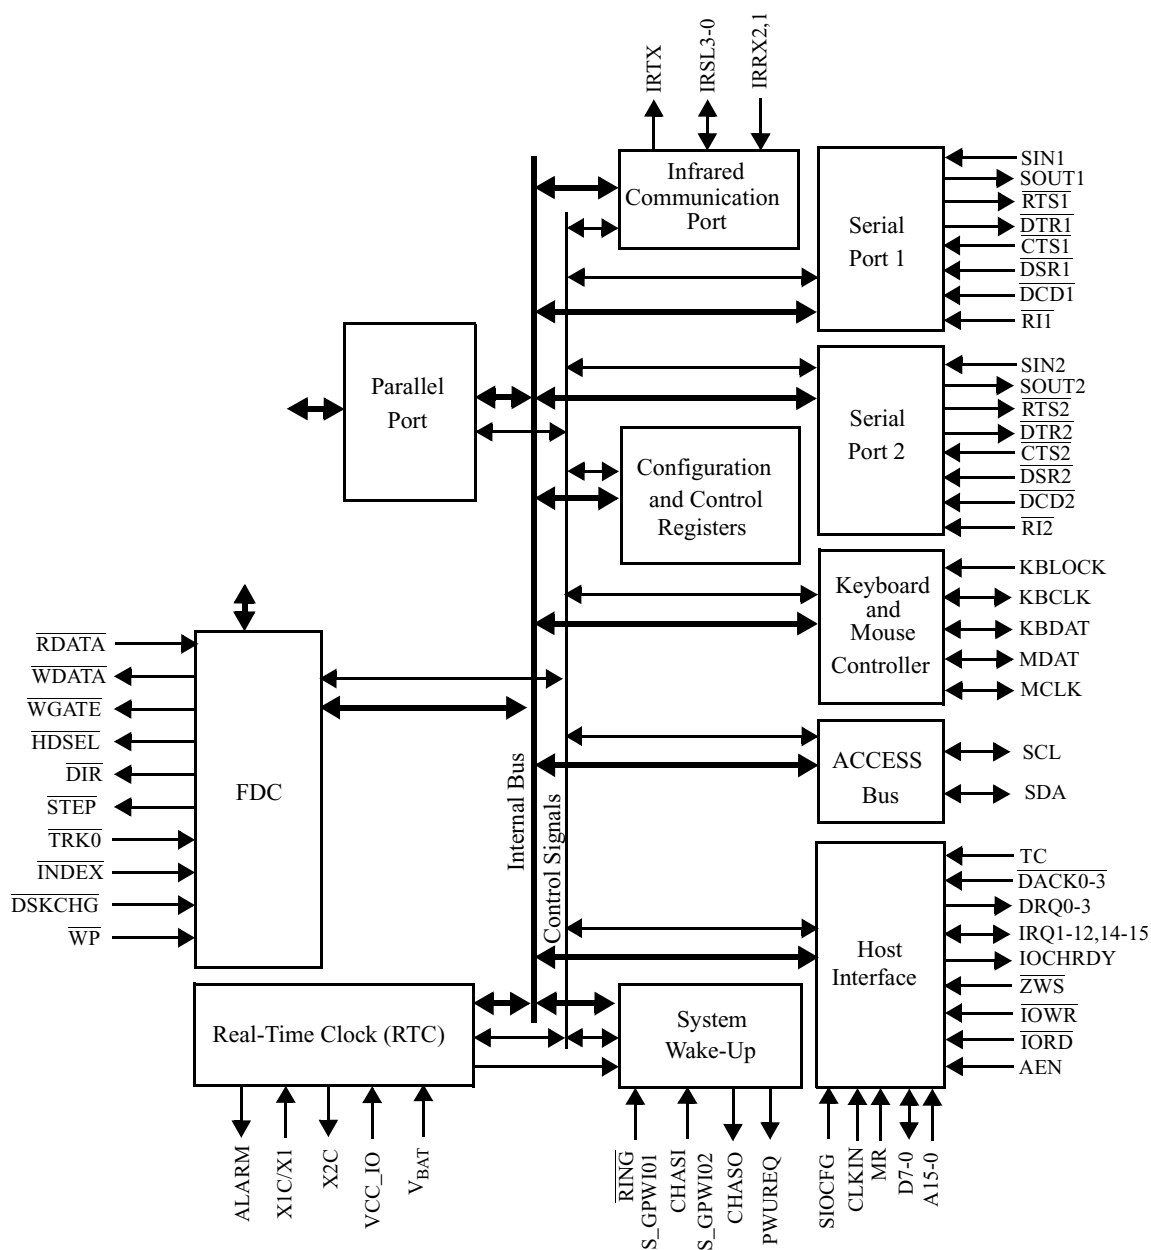 IRTX
IRSL3-0
IRRX2,1
Infrared
Communication
Port
Serial
Port 1
SIN1
SOUT1
RTS1
DTR1
CTS1
DSR1
DCD1
RI1
Parallel
Port
Serial
Port 2
SIN2
SOUT2
RTS2
DTR2
CTS2
DSR2
DCD2
RI2
Configuration
and Control
Registers
Keyboard
and
Mouse
Controller
KBLOCK
KBCLK
KBDAT
MDAT
MCLK
RDATA
WDATA
WGATE
HDSEL
DIR
STEP
TRK0
INDEX
DSKCHG
WP
FDC
Internal Bus
Control Signals
ACCESS
Bus
SCL
SDA
Host
Interface
TC
DACK0-3
DRQ0-3
IRQ1-12,14-15
IOCHRDY
ZWS
IOWR
IORD
AEN
Real-Time Clock (RTC)
System
Wake-Up
ALARM
X1C/X1
X2C
VCC_IO
VBAT
RING
S_GPWI01
CHASI
S_GPWI02
CHASO
PWUREQ
SIOCFG
CLKIN
MR
D7-0
A15-0